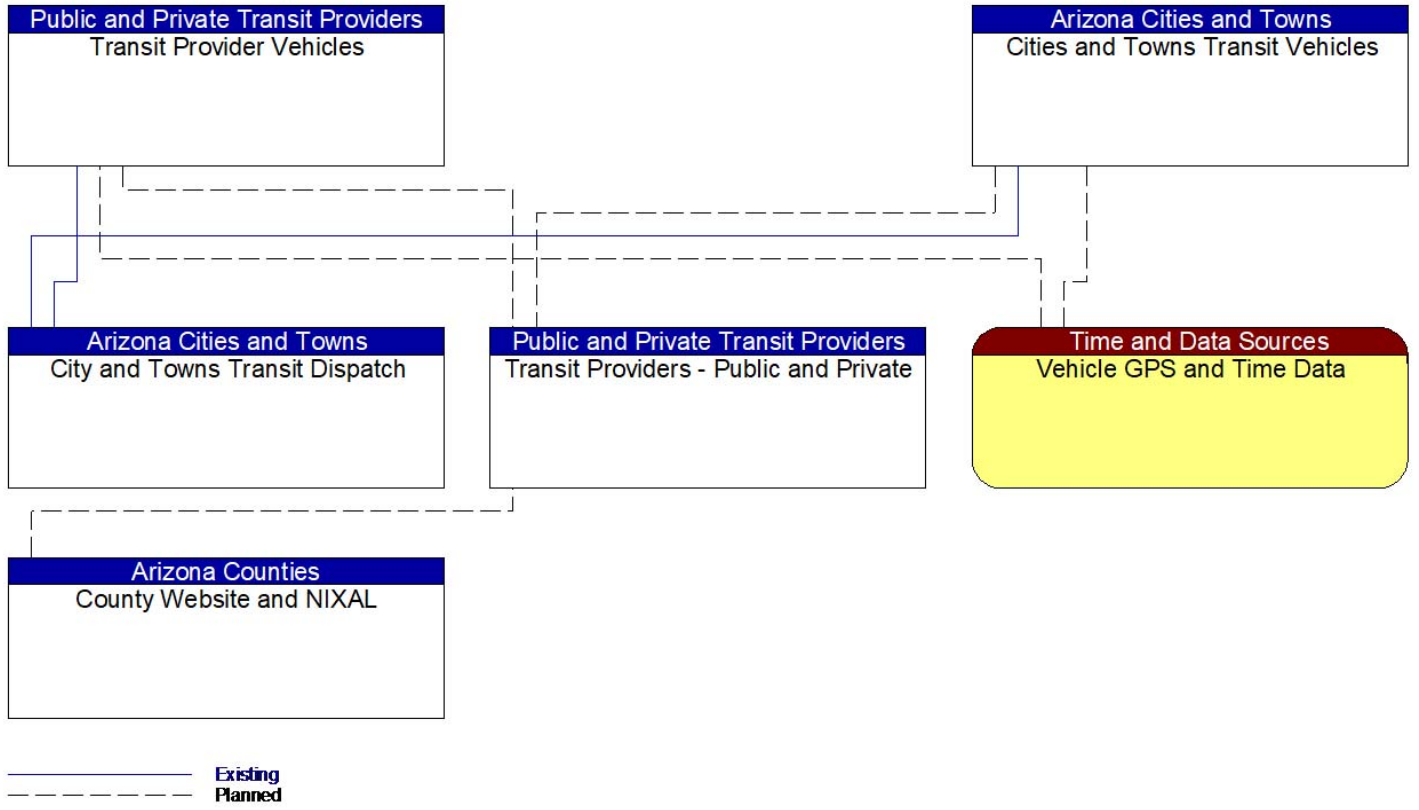 Public and Private Transit Providers
Transit Provider Vehicles
Arizona Cities and Towns
Cities and Towns Transit Vehicles
Arizona Cities and Towns
City and Towns Transit Dispatch
Public and Private Transit Providers
Transit Providers - Public and Private
Time and Data Sources
Vehicle GPS and Time Data
Arizona Counties
County Website and NIXAL
Existing
Planned